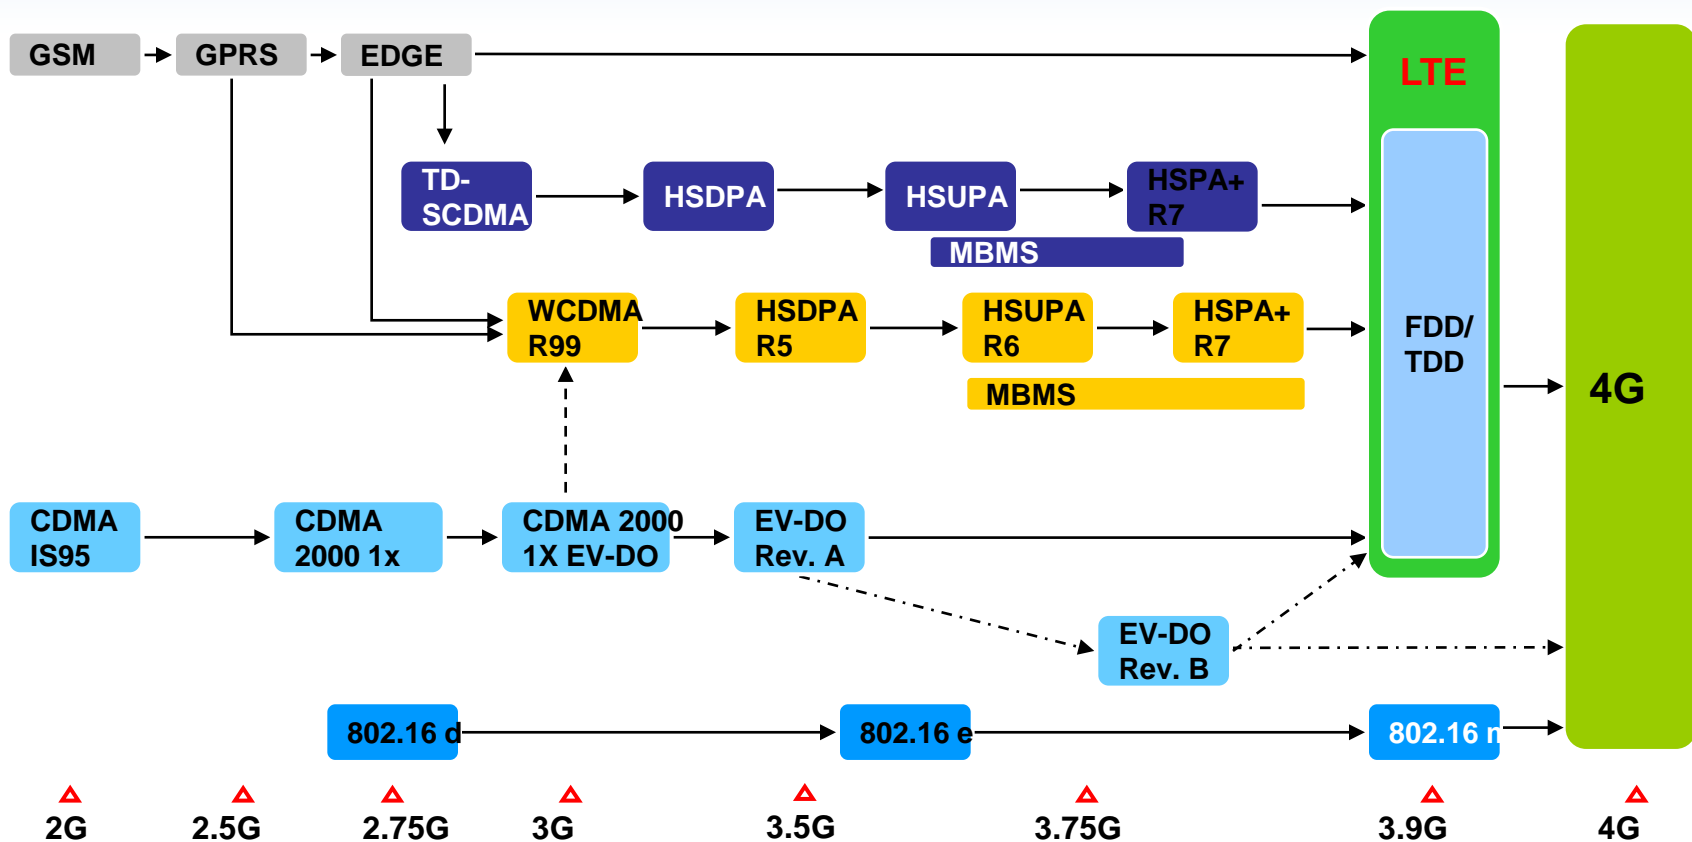 GSM
GPRS
EDGE
LTE
TD-
SCDMA
HSDPA
HSUPA
HSPA+
R7
MBMS
WCDMA
R99
HSDPA
R5
HSUPA
R6
HSPA+
R7
MBMS
FDD/
TDD
4G
CDMA
IS95
CDMA
2000 1x
CDMA 2000
1X EV-DO
EV-DO
Rev. A
EV-DO
Rev. B
802.16 d
802.16 e
802.16
2G
2.5G
2.75G
3G
3.5G
3.75G
3.9G
4G